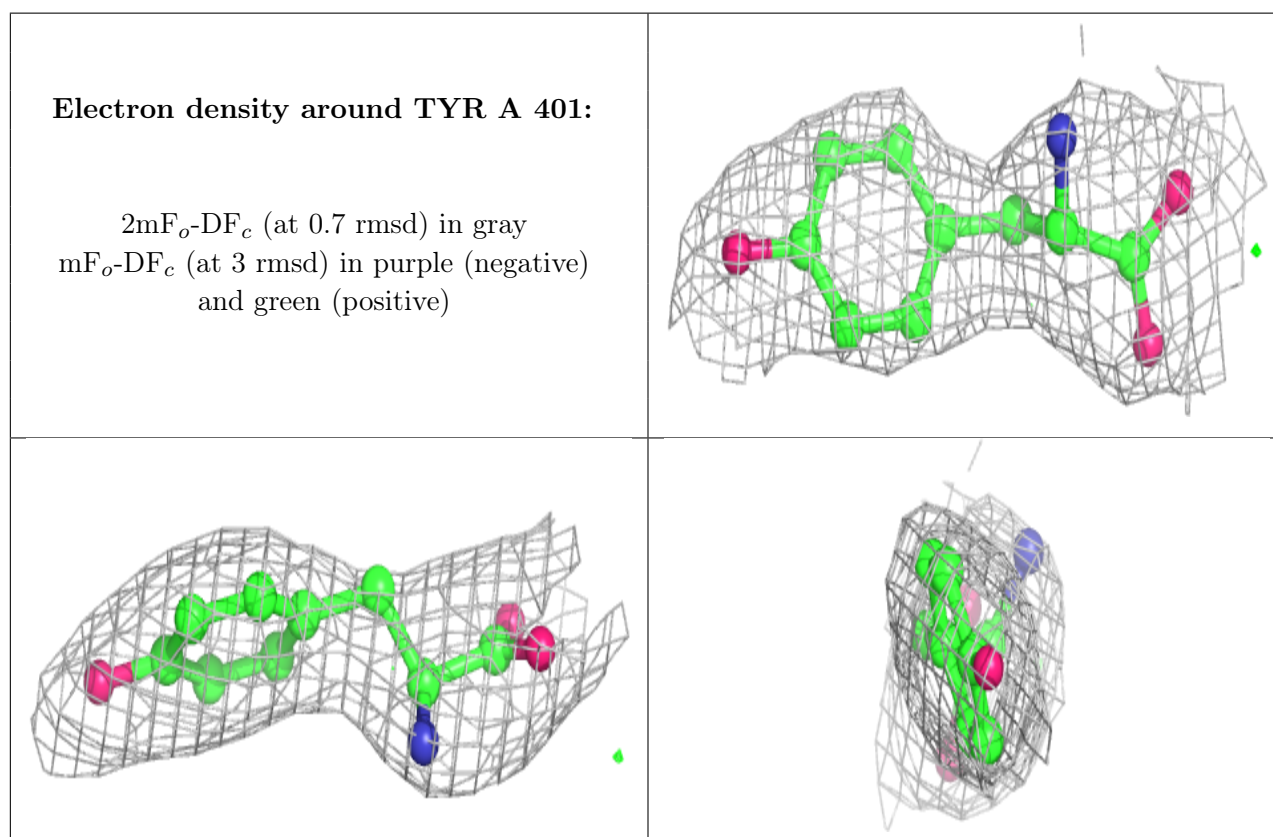 Electron density around TYR A 401:
2mFₒ-DF𝒸 (at 0.7 rmsd) in gray
mFₒ-DF𝒸 (at 3 rmsd) in purple (negative)
and green (positive)